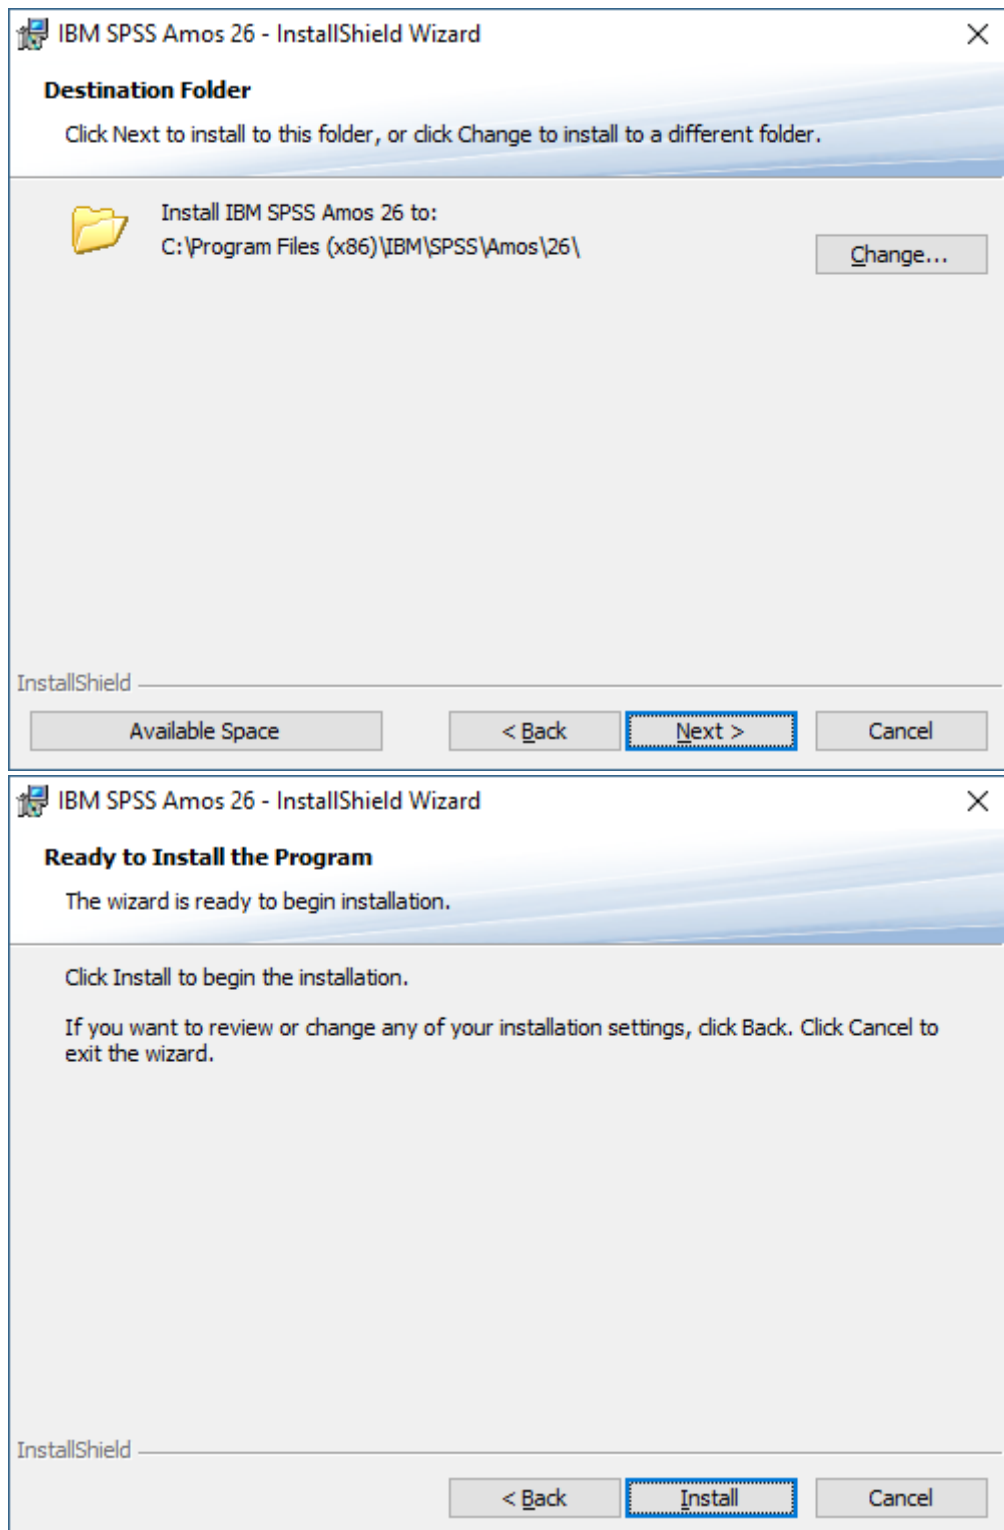 IBM SPSS Amos 26 - InstallShield Wizard
Destination Folder
Click Next to install to this folder, or click Change to install to a different folder.
Install IBM SPSS Amos 26 to:
C:\Program Files (x86)\IBM\SPSS\Amos\26\
Change...
InstallShield
Available Space
< Back
Next >
Cancel
IBM SPSS Amos 26 - InstallShield Wizard
Ready to Install the Program
The wizard is ready to begin installation.
Click Install to begin the installation.
If you want to review or change any of your installation settings, click Back. Click Cancel to
exit the wizard.
InstallShield
< Back
Install
Cancel